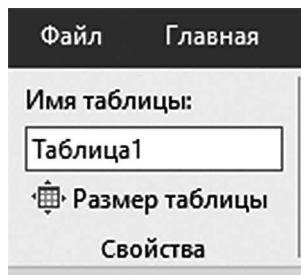 Файл Главная
Имя таблицы:
Таблица1
Размер таблицы
Свойства